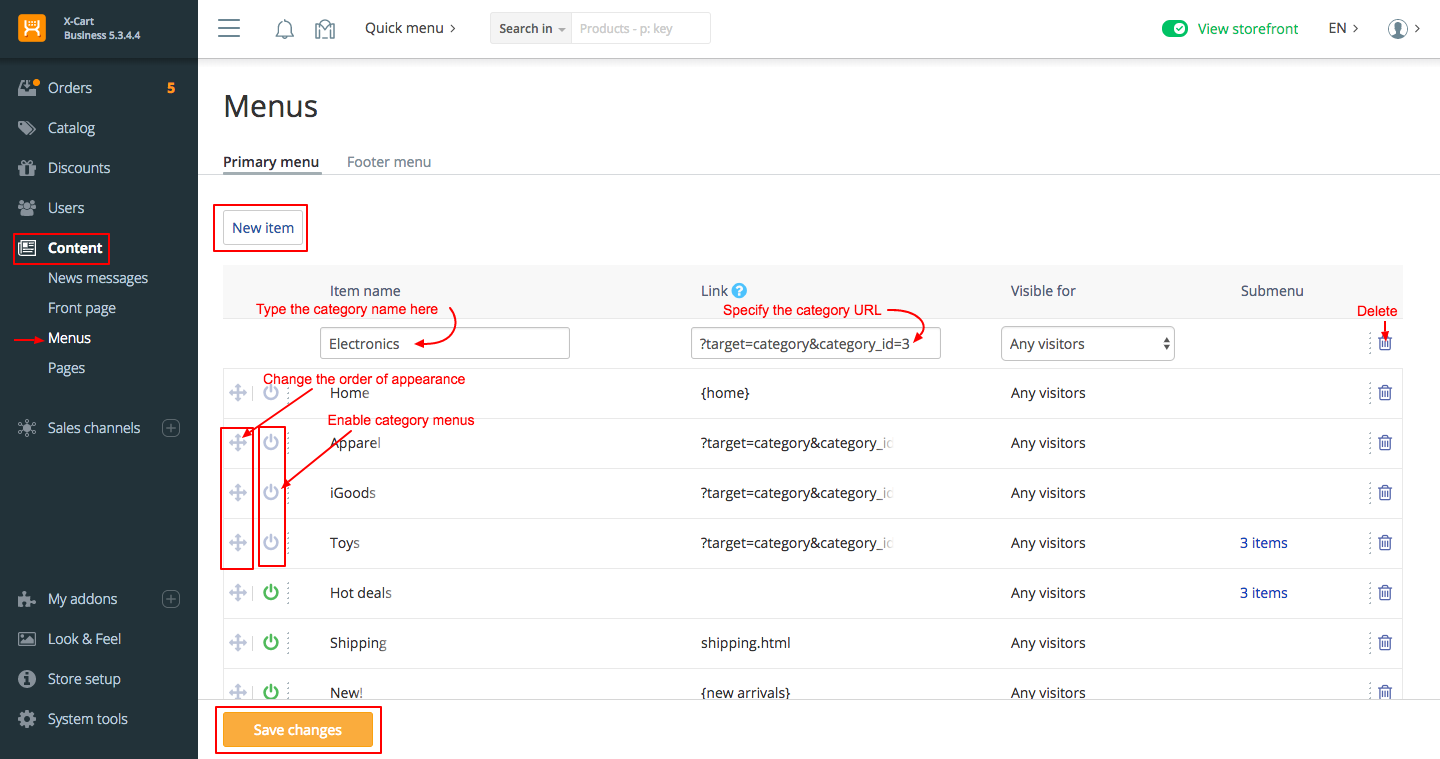 X-Cart
Business 5.3.4.4
Quick menu
Search in
Products - p: key
View storefront
EN
Orders 5
Catalog
Discounts
Users
Content
News messages
Front page
Menus
Pages
Sales channels
My addons
Look & Feel
Store setup
System tools
Menus
Primary menu Footer menu
New item
Item name Link ? Visible for Submenu
Type the category name here Specify the category URL Delete
Electronics ?target=category&category_id=3 Any visitors
Change the order of appearance
Home {home} Any visitors
Enable category menus
Apparel ?target=category&category_id Any visitors
iGoods ?target=category&category_id Any visitors
Toys ?target=category&category_id Any visitors 3 items
Hot deals Any visitors 3 items
Shipping shipping.html Any visitors
New! {new arrivals} Any visitors
Save changes